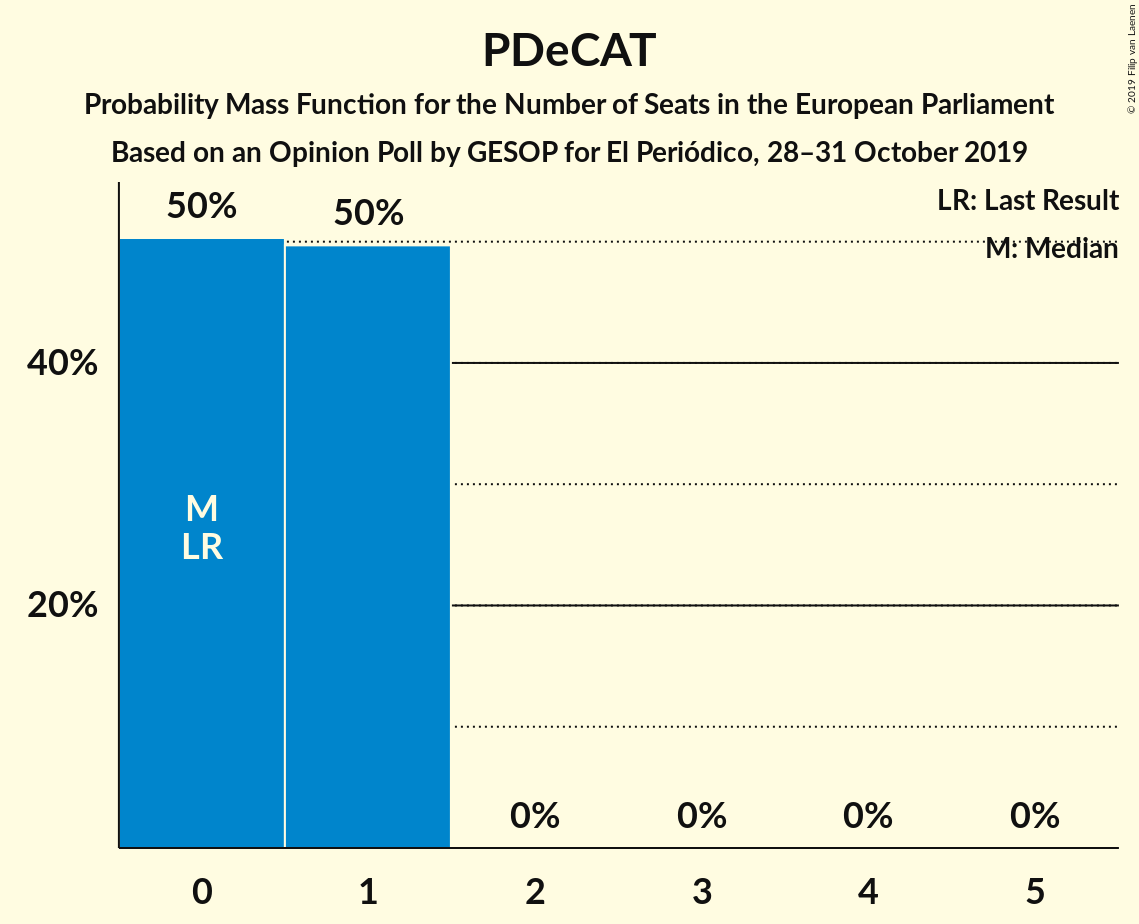 PDeCAT
Probability Mass Function for the Number of Seats in the European Parliament
Based on an Opinion Poll by GESOP for El Periódico, 28–31 October 2019
© 2019 Filip van Laenen
LR: Last Result
M: Median
50%
50%
40%
20%
M
LR
0%
0%
0%
0%
0
1
2
3
4
5